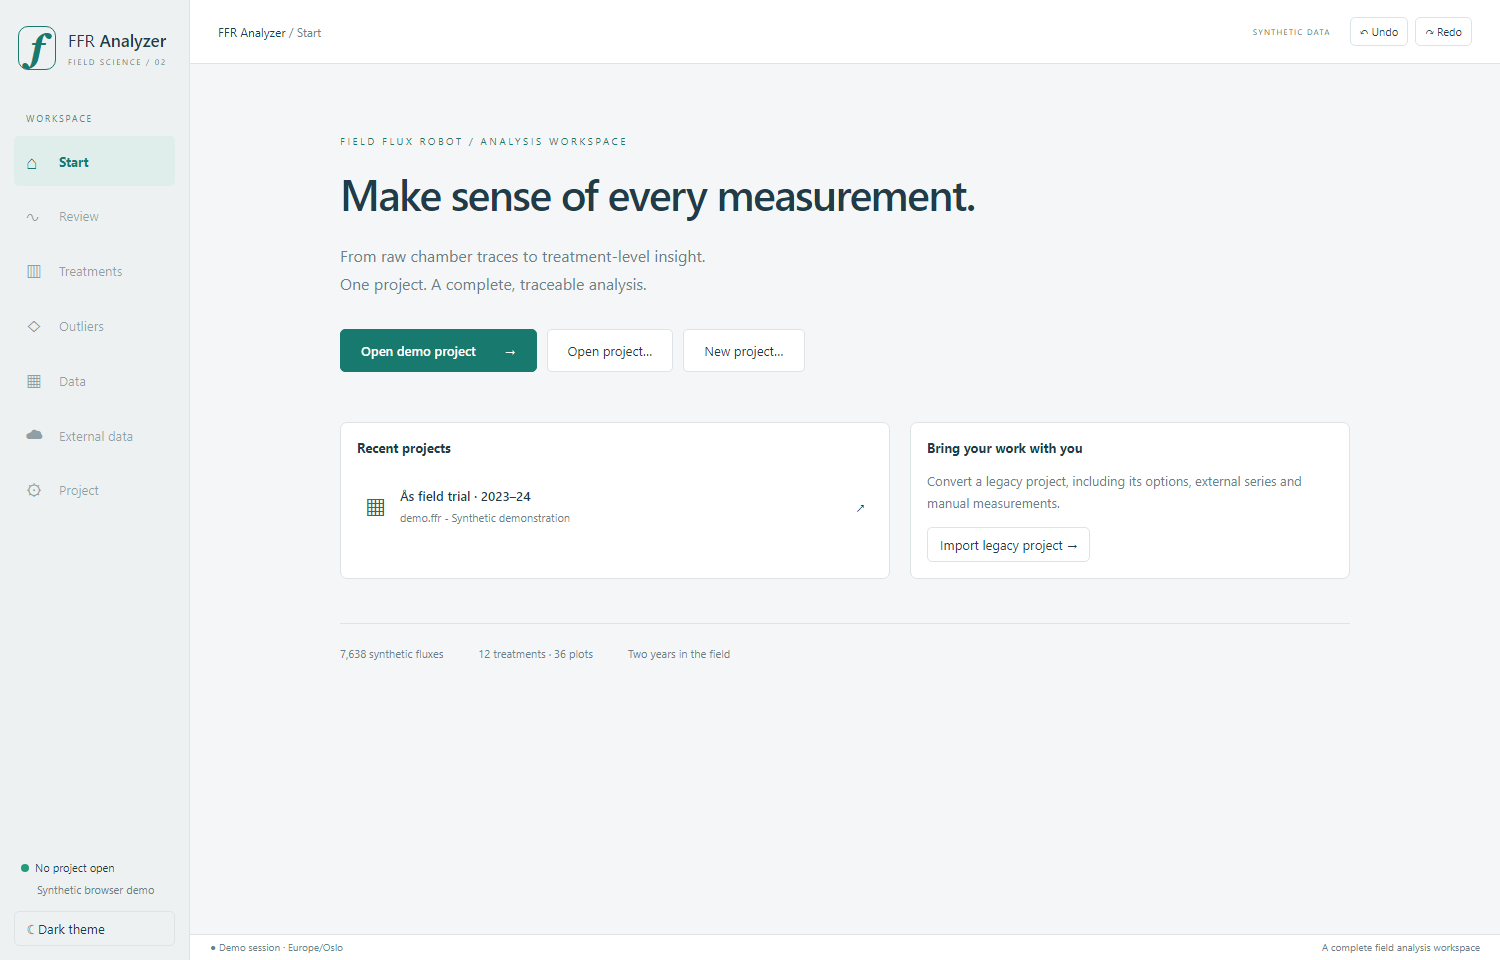 f
FFR Analyzer
FIELD SCIENCE / 02
WORKSPACE
Start
Review
Treatments
Outliers
Data
External data
Project
No project open
Synthetic browser demo
☾ Dark theme
FFR Analyzer / Start
SYNTHETIC DATA
↶ Undo
↷ Redo
FIELD FLUX ROBOT / ANALYSIS WORKSPACE
Make sense of every measurement.
From raw chamber traces to treatment-level insight.
One project. A complete, traceable analysis.
Open demo project →
Open project...
New project...
Recent projects
Ås field trial · 2023–24
demo.ffr - Synthetic demonstration
↗
Bring your work with you
Convert a legacy project, including its options, external series and
manual measurements.
Import legacy project →
7,638 synthetic fluxes
12 treatments · 36 plots
Two years in the field
● Demo session · Europe/Oslo
A complete field analysis workspace